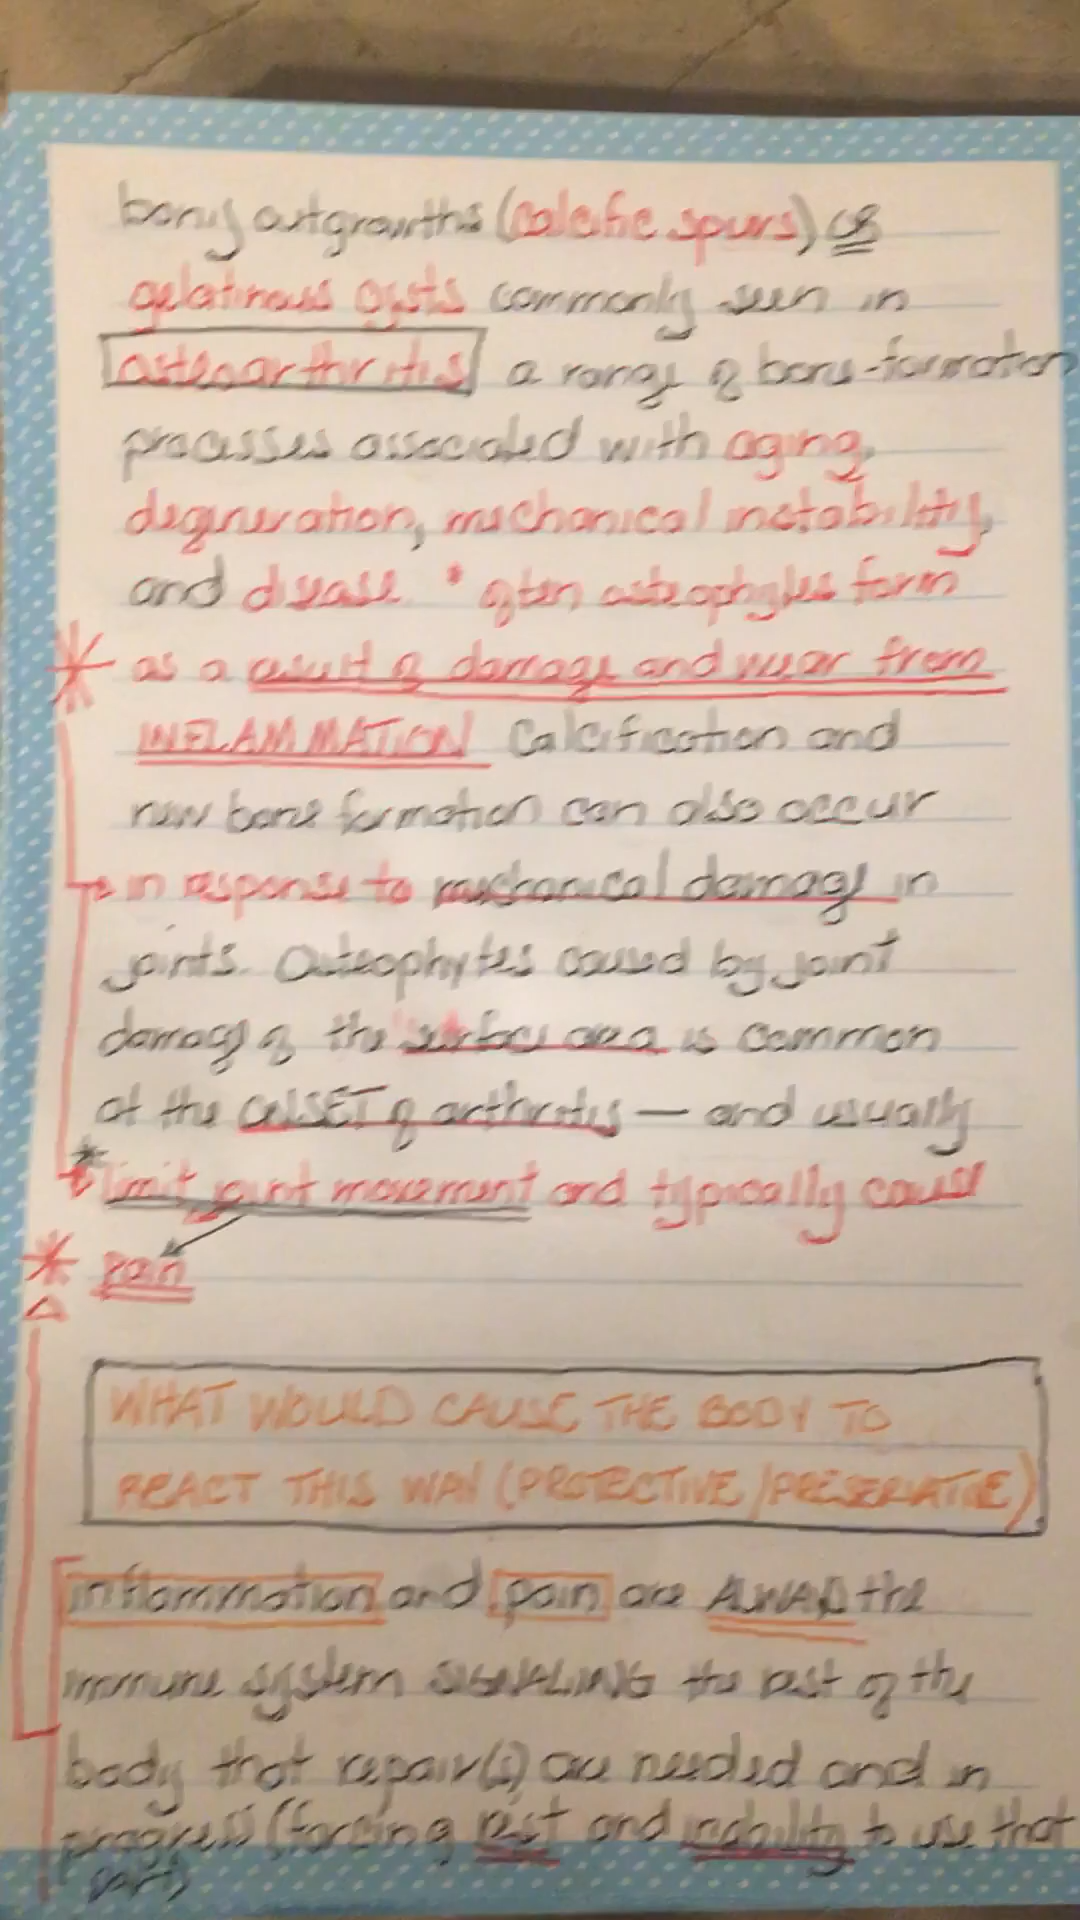 bony outgrowths (calcific spurs) OR
gelatinous cysts commonly seen in
osteoarthritis a range of bone-formation
processes associated with aging,
degeneration, mechanical instability,
and disease. * often osteophytes form
* as a result of damage and wear from
INFLAMMATION Calcification and
new bone formation can also occur
in response to mechanical damage in
joints. Osteophytes caused by joint
damage of the surface area is common
at the ONSET of arthritis — and usually
* limit joint movement and typically cause
* pain
WHAT WOULD CAUSE THE BODY TO
REACT THIS WAY (PROTECTIVE/PRESERVATIVE)
inflammation and pain are the
immune system SIGNALING the rest of the
body that repair(s) are needed and in
progress (forcing rest and inability to use that
part)